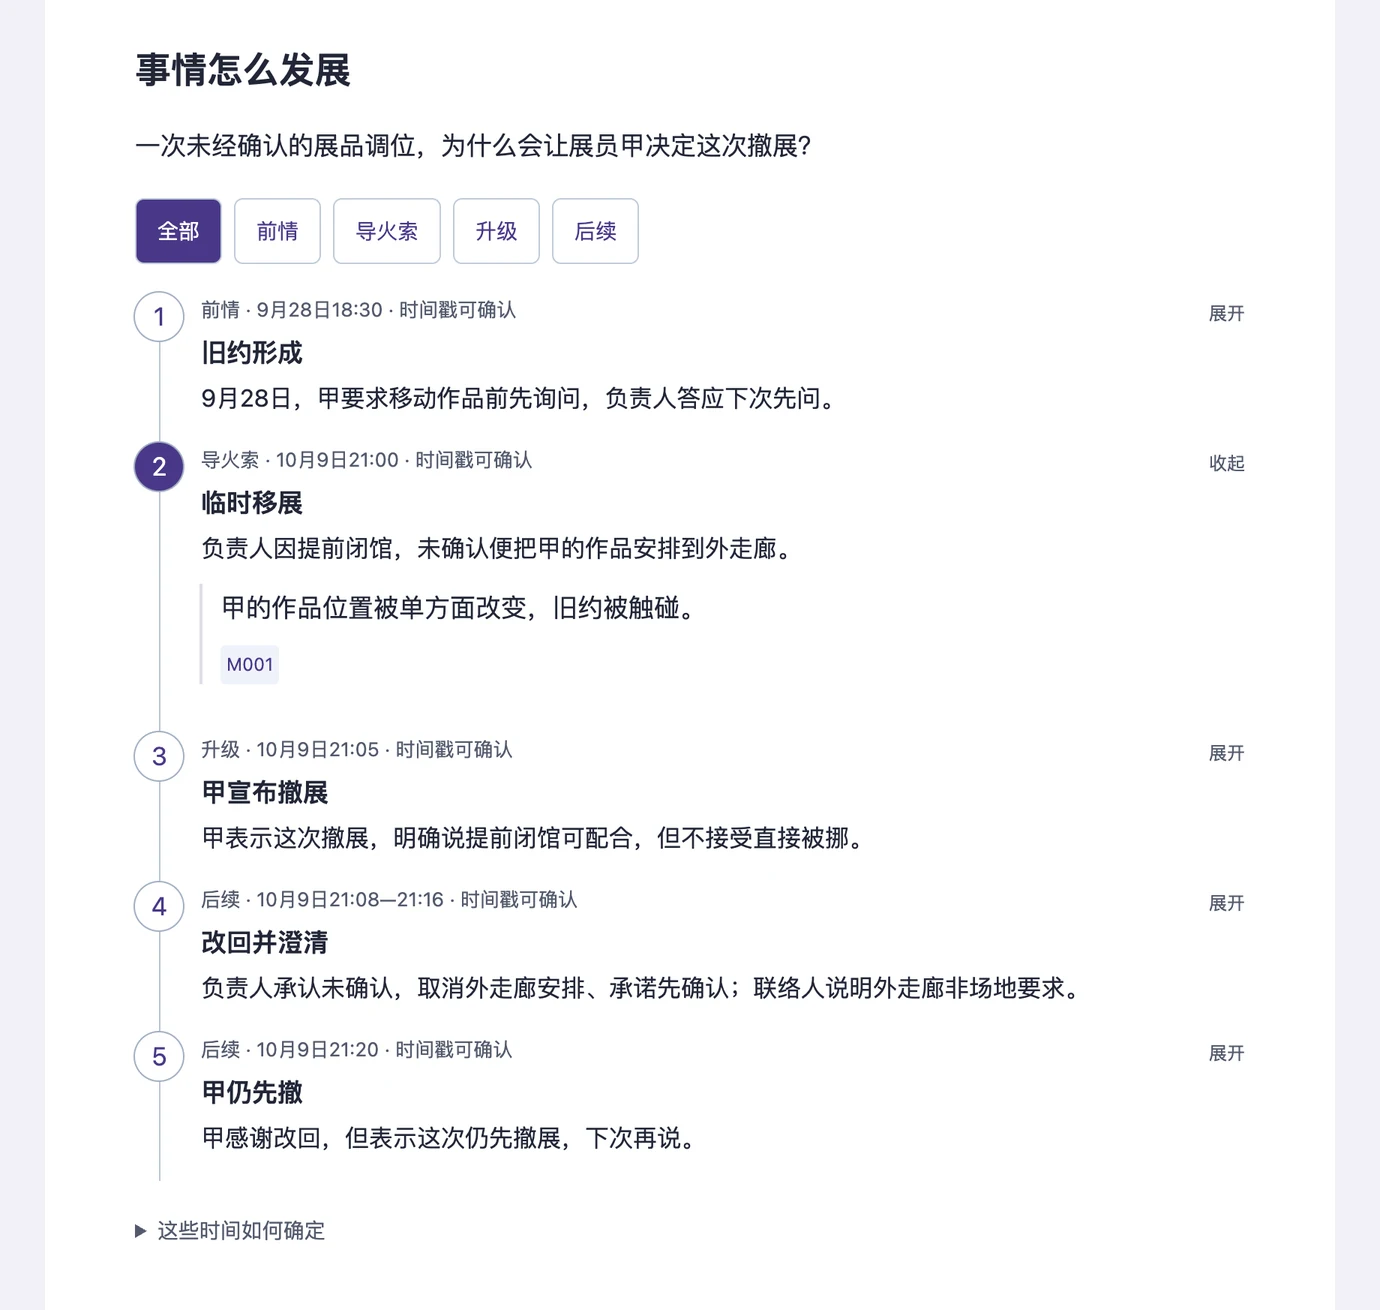 事情怎么发展
一次未经确认的展品调位，为什么会让展员甲决定这次撤展?
全部 前情 导火索 升级 后续
1 前情 · 9月28日18:30 · 时间戳可确认 展开
旧约形成
9月28日，甲要求移动作品前先询问，负责人答应下次先问。
2 导火索 · 10月9日21:00 · 时间戳可确认 收起
临时移展
负责人因提前闭馆，未确认便把甲的作品安排到外走廊。
甲的作品位置被单方面改变，旧约被触碰。
M001
3 升级 · 10月9日21:05 · 时间戳可确认 展开
甲宣布撤展
甲表示这次撤展，明确说提前闭馆可配合，但不接受直接被挪。
4 后续 · 10月9日21:08—21:16 · 时间戳可确认 展开
改回并澄清
负责人承认未确认，取消外走廊安排、承诺先确认；联络人说明外走廊非场地要求。
5 后续 · 10月9日21:20 · 时间戳可确认 展开
甲仍先撤
甲感谢改回，但表示这次仍先撤展，下次再说。
▶ 这些时间如何确定